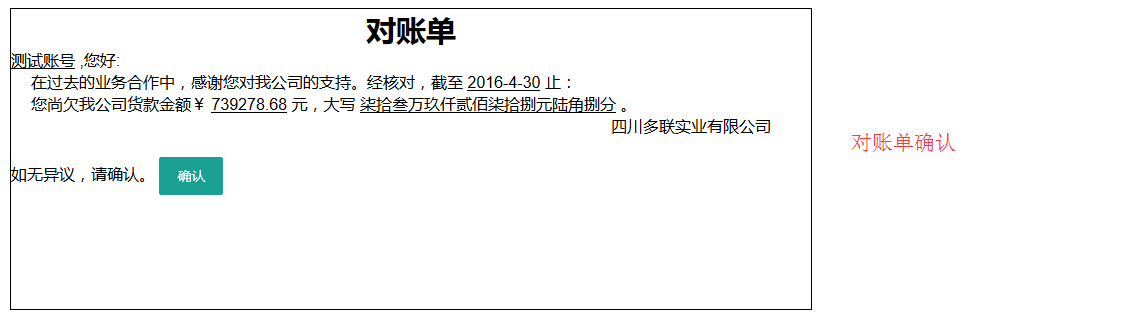 对账单
测试账号 ,您好:
在过去的业务合作中，感谢您对我公司的支持。经核对，截至 2016-4-30 止：
您尚欠我公司货款金额￥ 739278.68 元，大写 柒拾叁万玖仟贰佰柒拾捌元陆角捌分 。
四川多联实业有限公司
对账单确认
如无异议，请确认。 确认